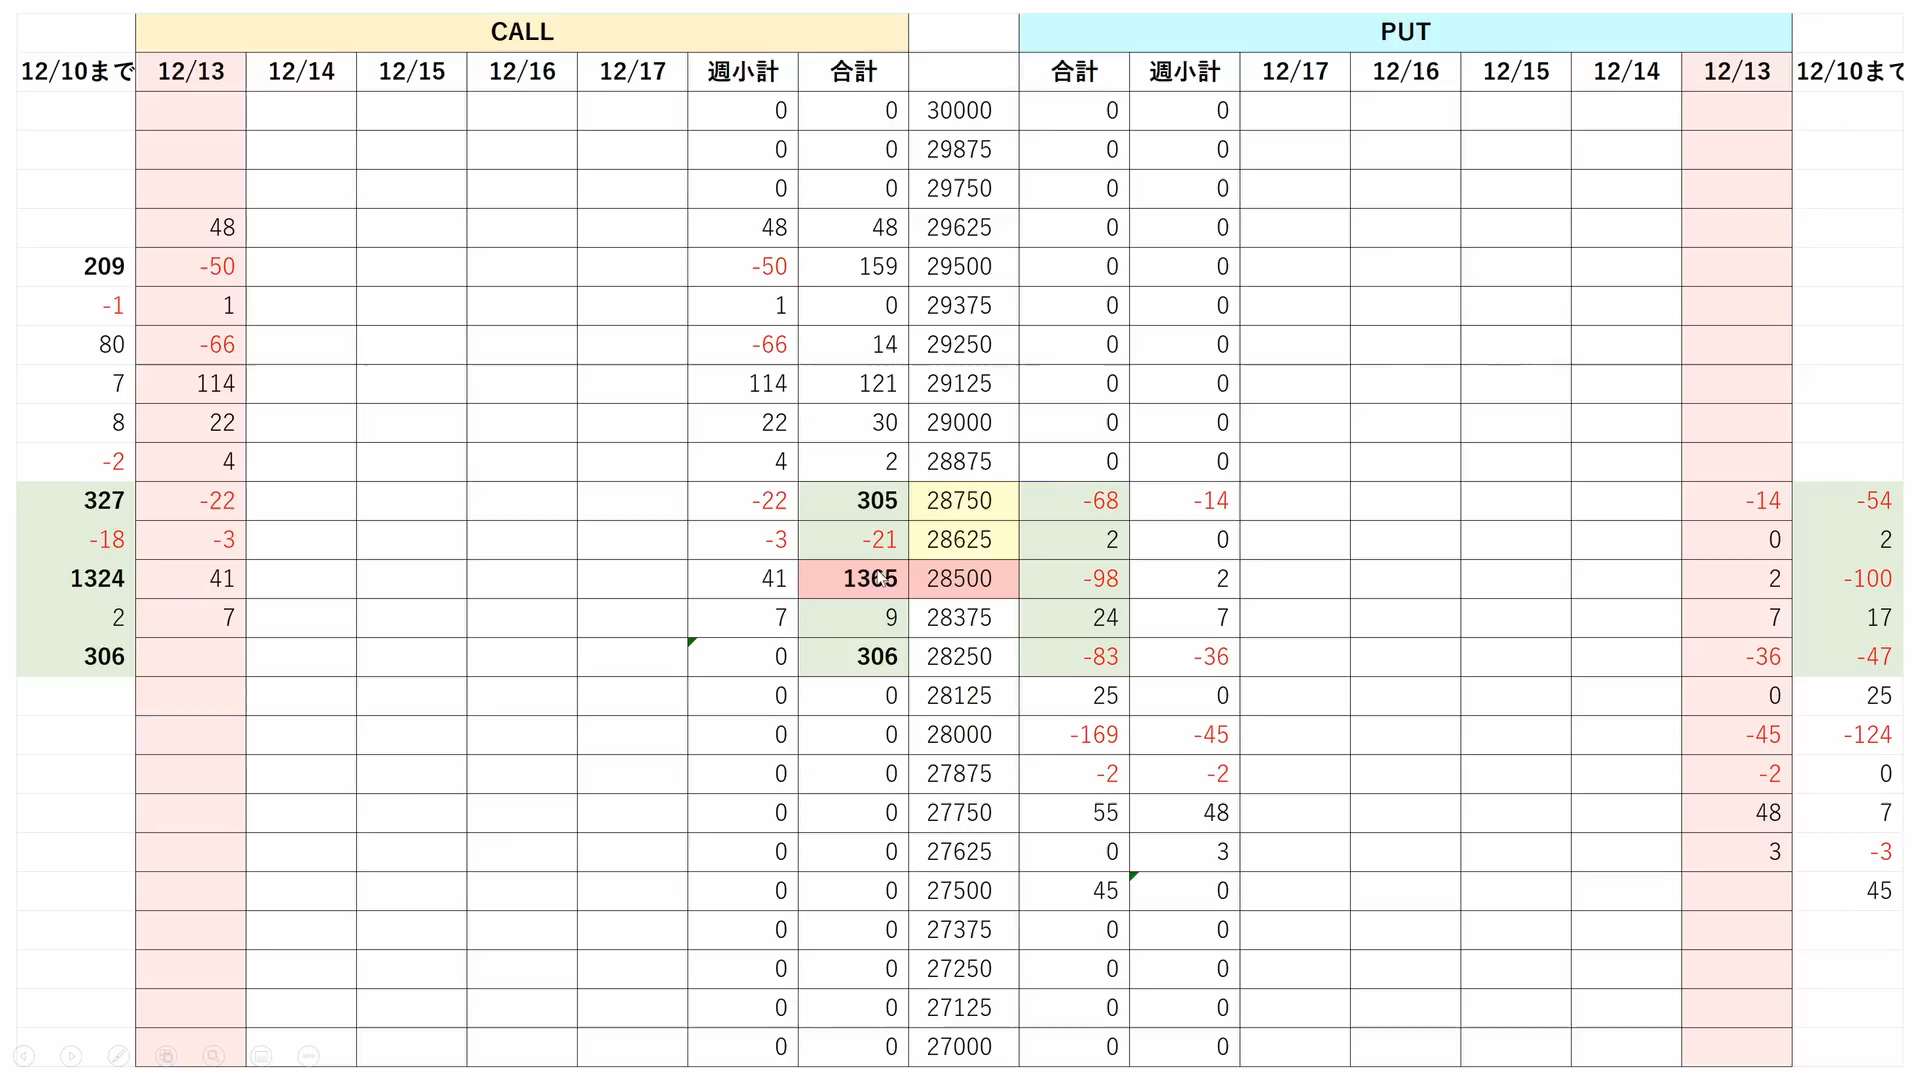 CALL PUT
12/10まで 12/13 12/14 12/15 12/16 12/17 週小計 合計 合計 週小計 12/17 12/16 12/15 12/14 12/13 12/10まで
0 0 30000 0 0
0 0 29875 0 0
0 0 29750 0 0
48 48 48 29625 0 0
209 -50 -50 159 29500 0 0
-1 1 1 0 29375 0 0
80 -66 -66 14 29250 0 0
7 114 114 121 29125 0 0
8 22 22 30 29000 0 0
-2 4 4 2 28875 0 0
327 -22 -22 305 28750 -68 -14 -14 -54
-18 -3 -3 -21 28625 2 0 0 2
1324 41 41 1365 28500 -98 2 2 -100
2 7 7 9 28375 24 7 7 17
306 0 306 28250 -83 -36 -36 -47
0 0 28125 25 0 0 25
0 0 28000 -169 -45 -45 -124
0 0 27875 -2 -2 -2 0
0 0 27750 55 48 48 7
0 0 27625 0 3 3 -3
0 0 27500 45 0 45
0 0 27375 0 0
0 0 27250 0 0
0 0 27125 0 0
0 0 27000 0 0